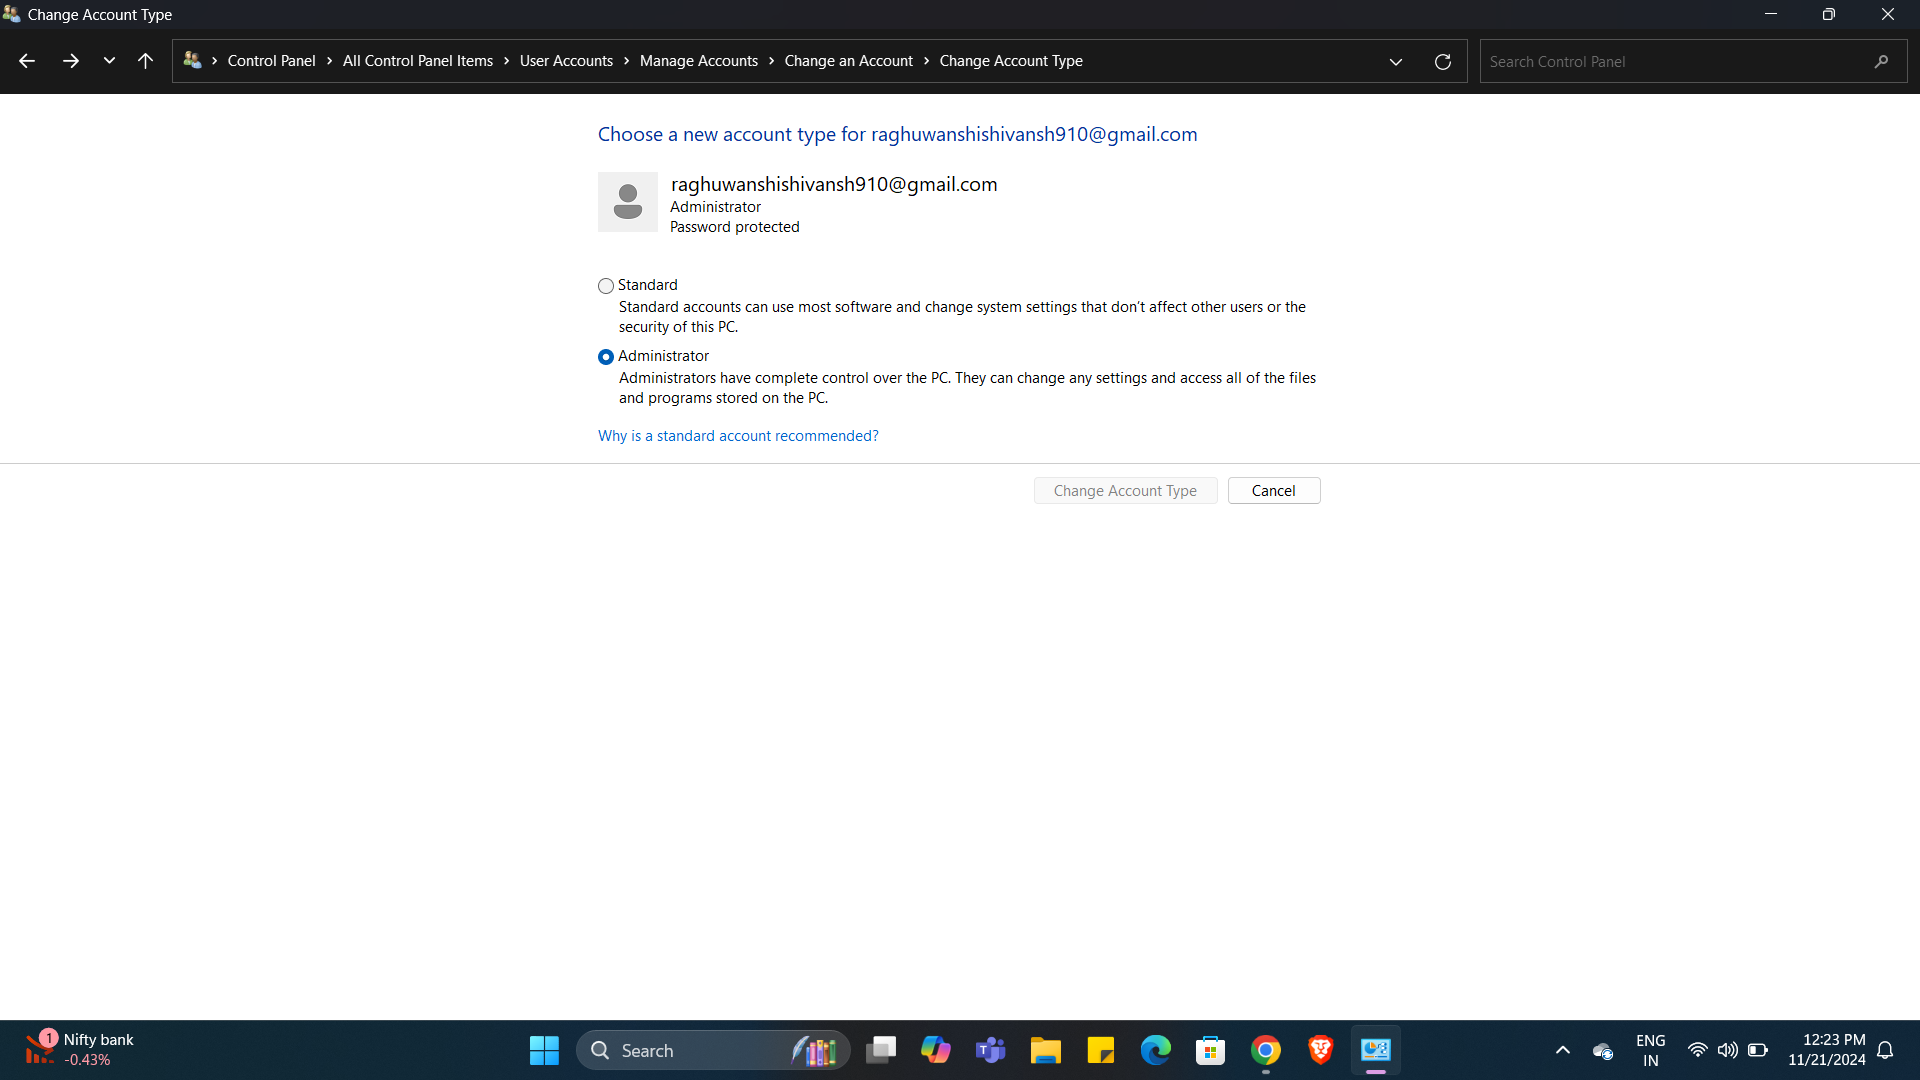 Change Account Type
Control Panel > All Control Panel Items > User Accounts > Manage Accounts > Change an Account > Change Account Type
Search Control Panel
Choose a new account type for raghuwanshishivansh910@gmail.com
raghuwanshishivansh910@gmail.com
Administrator
Password protected
Standard
Standard accounts can use most software and change system settings that don't affect other users or the
security of this PC.
Administrator
Administrators have complete control over the PC. They can change any settings and access all of the files
and programs stored on the PC.
Why is a standard account recommended?
Change Account Type
Cancel
1
Nifty bank
-0.43%
Search
T
ENG
IN
12:23 PM
11/21/2024